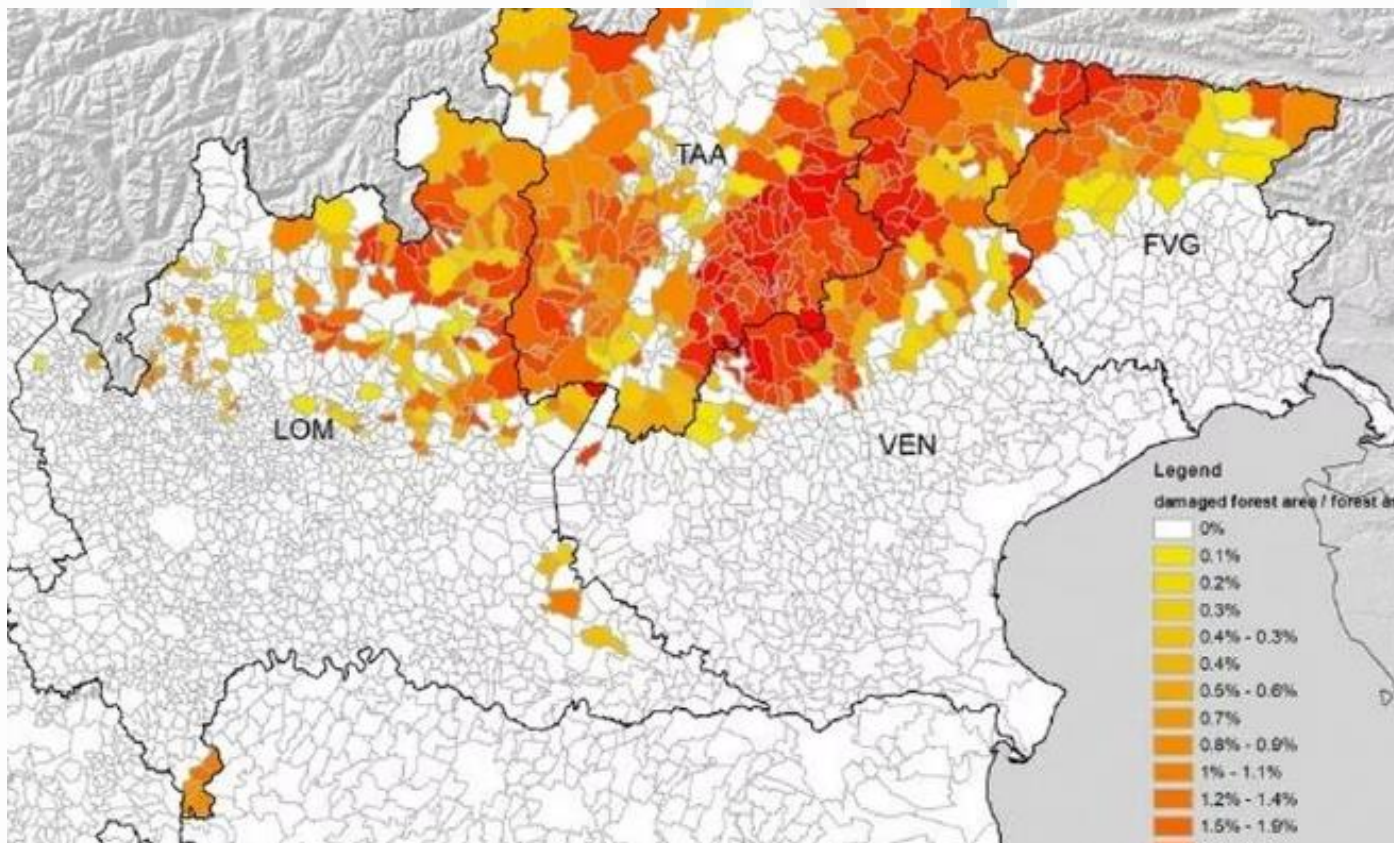 TAA
FVG
LOM
VEN
Legend
damaged forest area / forest
0%
0.1%
0.2%
0.3%
0.4% - 0.3%
0.4%
0.5% - 0.6%
0.7%
0.8% - 0.9%
1% - 1.1%
1.2% - 1.4%
1.5% - 1.9%